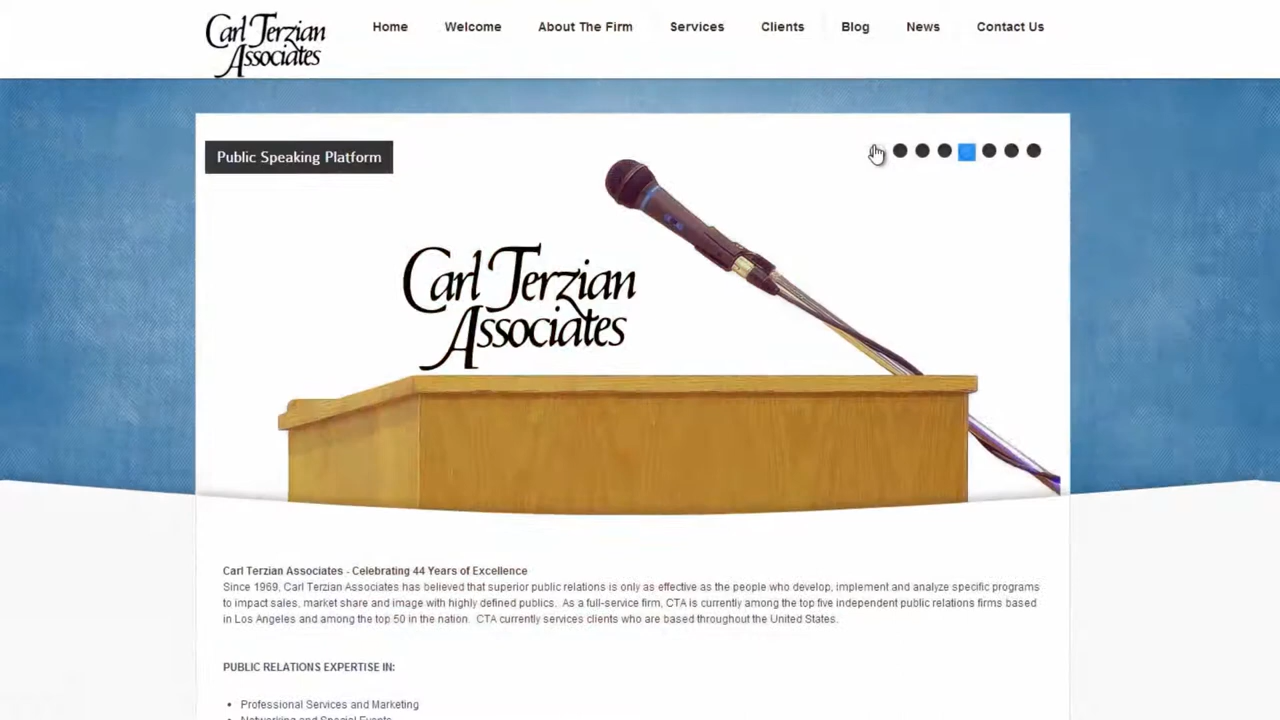 Carl Terzian
Associates
Home Welcome About The Firm Services Clients Blog News Contact Us
Public Speaking Platform
Carl Terzian
Associates
Carl Terzian Associates - Celebrating 44 Years of Excellence
Since 1969, Carl Terzian Associates has believed that superior public relations is only as effective as the people who develop, implement and analyze specific programs
to impact sales, market share and image with highly defined publics. As a full-service firm, CTA is currently among the top five independent public relations firms based
in Los Angeles and among the top 50 in the nation. CTA currently services clients who are based throughout the United States.
PUBLIC RELATIONS EXPERTISE IN:
• Professional Services and Marketing
• Networking and Special Events